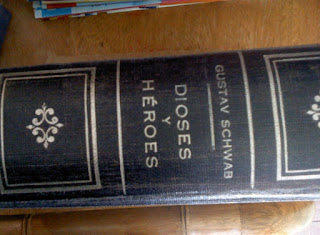 GUSTAV SCHWAB
DIOSES
Y
HÉROES